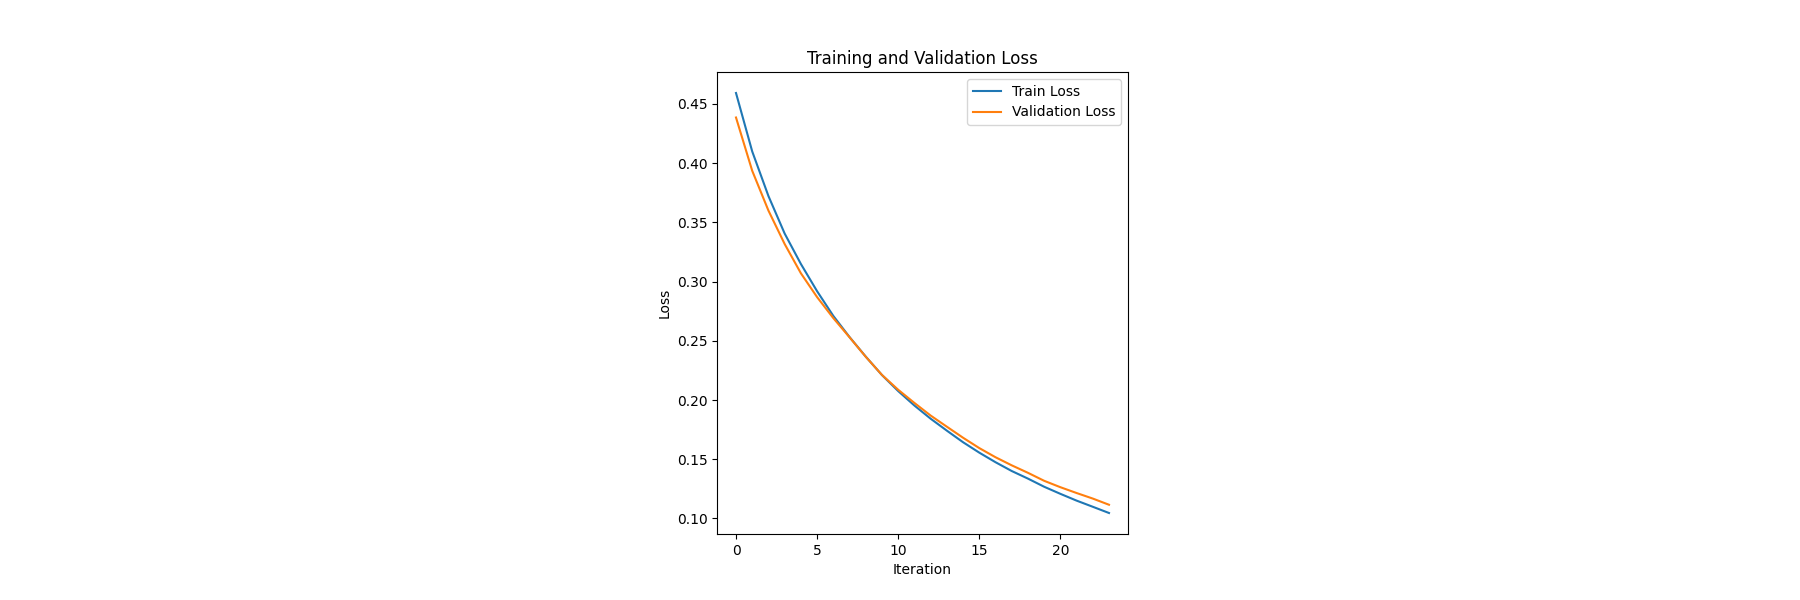 Training and Validation Loss
Train Loss
Validation Loss
0.45
0.40
0.35
0.30
0.25
0.20
0.15
0.10
Loss
0 5 10 15 20
Iteration